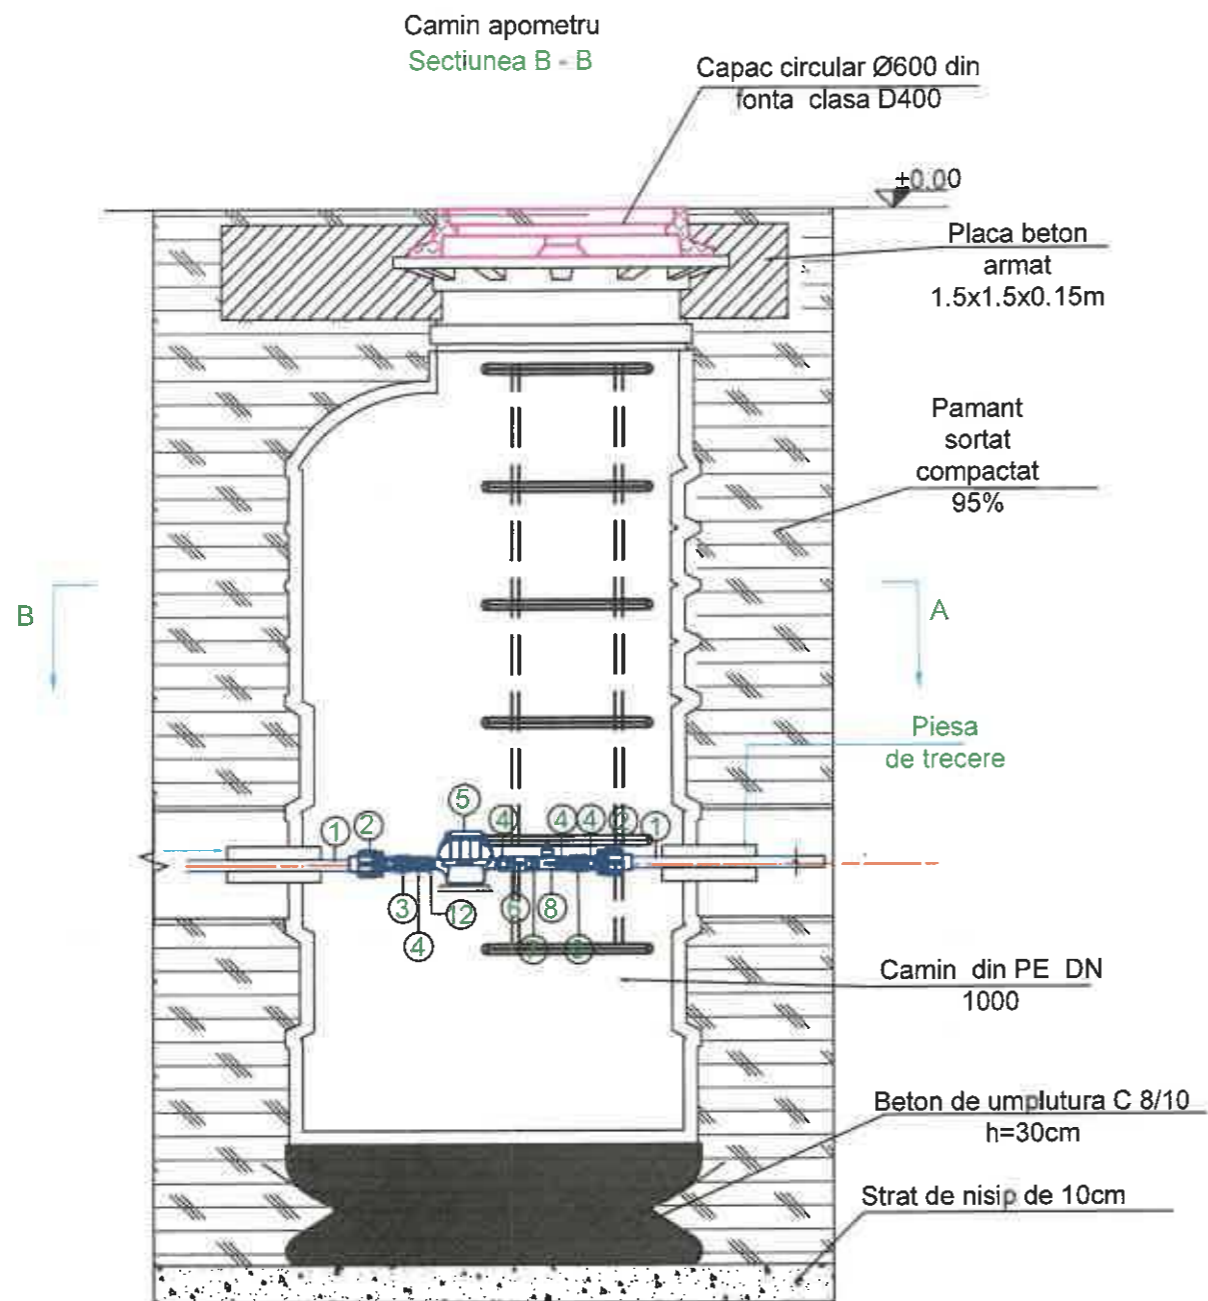 Camin apometru
Sectiunea B - B
Capac circular Ø600 din
fonta clasa D400
±0.00
Placa beton
armat
1.5x1.5x0.15m
Pamant
sortat
compactat
95%
B
A
Piesa
de trecere
5
1
2
4
4
4
2
1
3
12
6
8
4
Camin din PE DN
1000
Beton de umplutura C 8/10
h=30cm
Strat de nisip de 10cm